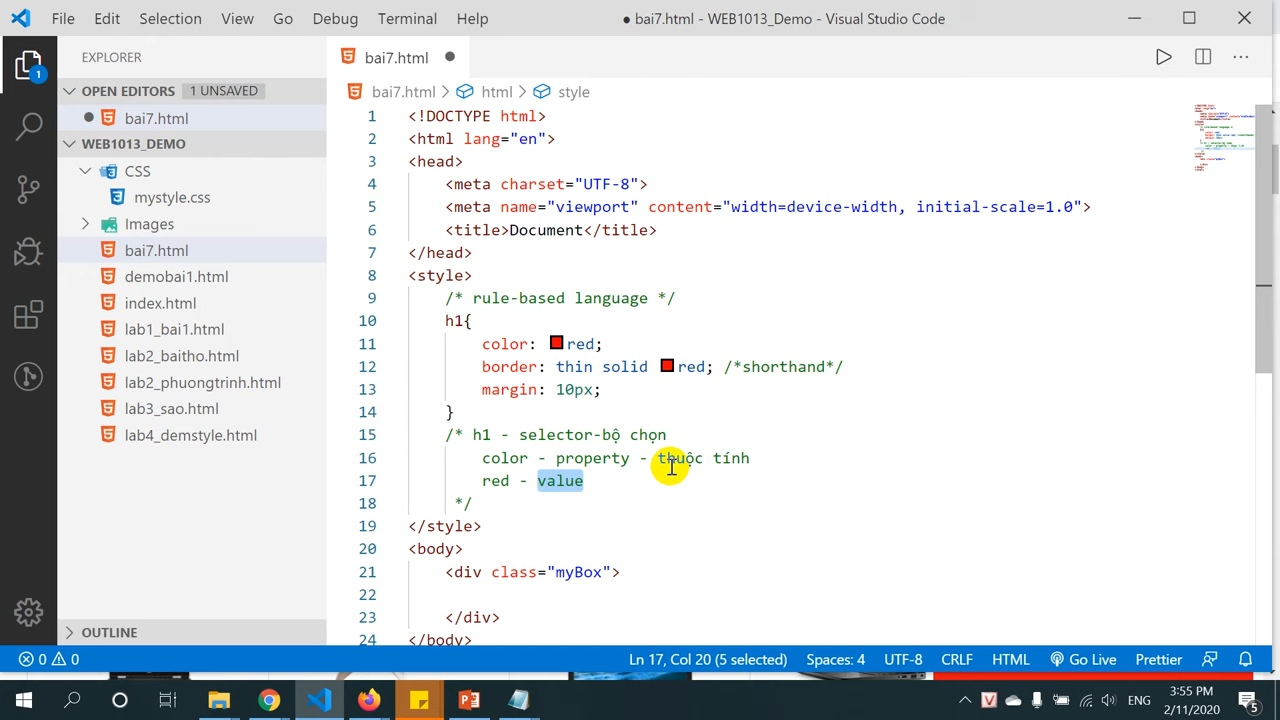 File Edit Selection View Go Debug Terminal Help
● bai7.html - WEB1013_Demo - Visual Studio Code
EXPLORER
bai7.html
OPEN EDITORS 1 UNSAVED
bai7.html > html > style
bai7.html
WEB1013_DEMO
CSS
mystyle.css
Images
bai7.html
demobai1.html
index.html
lab1_bai1.html
lab2_baitho.html
lab2_phuongtrinh.html
lab3_sao.html
lab4_demstyle.html
OUTLINE
1 <!DOCTYPE html>
2 <html lang="en">
3 <head>
4 <meta charset="UTF-8">
5 <meta name="viewport" content="width=device-width, initial-scale=1.0">
6 <title>Document</title>
7 </head>
8 <style>
9 /* rule-based language */
10 h1{
11 color: red;
12 border: thin solid red; /*shorthand*/
13 margin: 10px;
14 }
15 /* h1 - selector-bộ chọn
16 color - property - thuộc tính
17 red - value
18 */
19 </style>
20 <body>
21 <div class="myBox">
22
23 </div>
24 </body>
1
0 0
Ln 17, Col 20 (5 selected) Spaces: 4 UTF-8 CRLF HTML Go Live Prettier
ENG
3:55 PM
2/11/2020
5